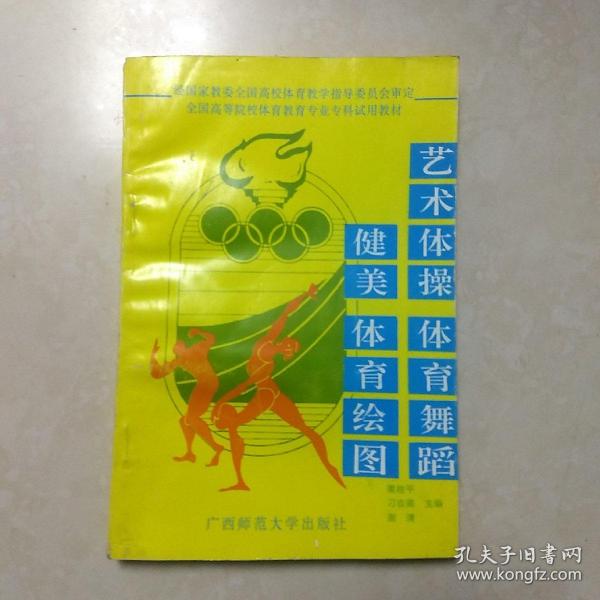 经国家教委全国高校体育教学指导委员会审定
全国高等院校体育教育专业专科试用教材
艺术体操 体育舞蹈
健美 体育绘图
主编
广西师范大学出版社
孔夫子旧书网
www.kongfz.com